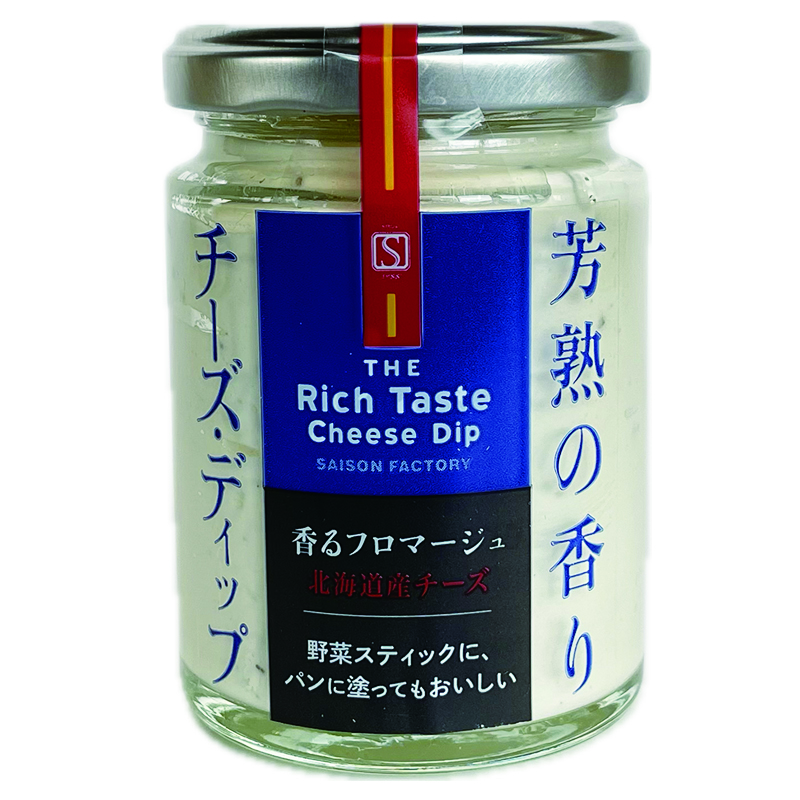 芳熟の香り
チーズ・ディップ
S
THE
Rich Taste
Cheese Dip
SAISON FACTORY
香るフロマージュ
北海道産チーズ
野菜スティックに、
パンに塗ってもおいしい